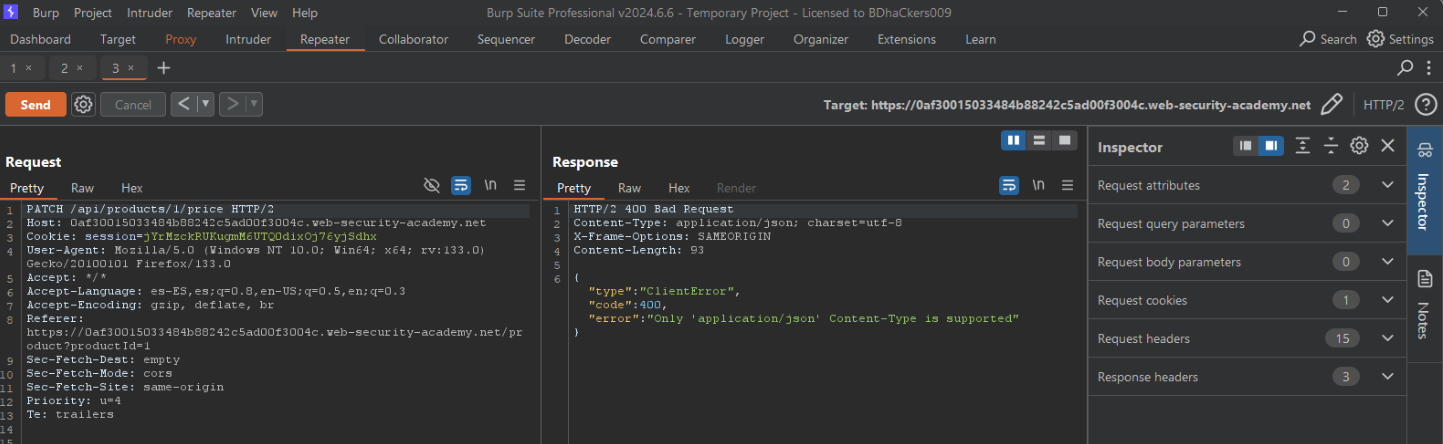 Burp Project Intruder Repeater View Help Burp Suite Professional v2024.6.6 - Temporary Project - Licensed to BDhaCkers009
Dashboard Target Proxy Intruder Repeater Collaborator Sequencer Decoder Comparer Logger Organizer Extensions Learn Search Settings
1 × 2 × 3 × +
Send Cancel < > Target: https://0af30015033484b88242c5ad00f3004c.web-security-academy.net HTTP/2 ?
Request
Pretty Raw Hex \n
1 PATCH /api/products/1/price HTTP/2
2 Host: 0af30015033484b88242c5ad00f3004c.web-security-academy.net
3 Cookie: session=jYrMzckRUKugmM6UTQ0dixOj76yjSdhx
4 User-Agent: Mozilla/5.0 (Windows NT 10.0; Win64; x64; rv:133.0)
Gecko/20100101 Firefox/133.0
5 Accept: */*
6 Accept-Language: es-ES,es;q=0.8,en-US;q=0.5,en;q=0.3
7 Accept-Encoding: gzip, deflate, br
8 Referer:
https://0af30015033484b88242c5ad00f3004c.web-security-academy.net/pr
oduct?productId=1
9 Sec-Fetch-Dest: empty
10 Sec-Fetch-Mode: cors
11 Sec-Fetch-Site: same-origin
12 Priority: u=4
13 Te: trailers
14
15
Response
Pretty Raw Hex Render \n
1 HTTP/2 400 Bad Request
2 Content-Type: application/json; charset=utf-8
3 X-Frame-Options: SAMEORIGIN
4 Content-Length: 93
5
6 {
"type":"ClientError",
"code":400,
"error":"Only 'application/json' Content-Type is supported"
}
Inspector
Request attributes 2
Request query parameters 0
Request body parameters 0
Request cookies 1
Request headers 15
Response headers 3
Inspector
Notes